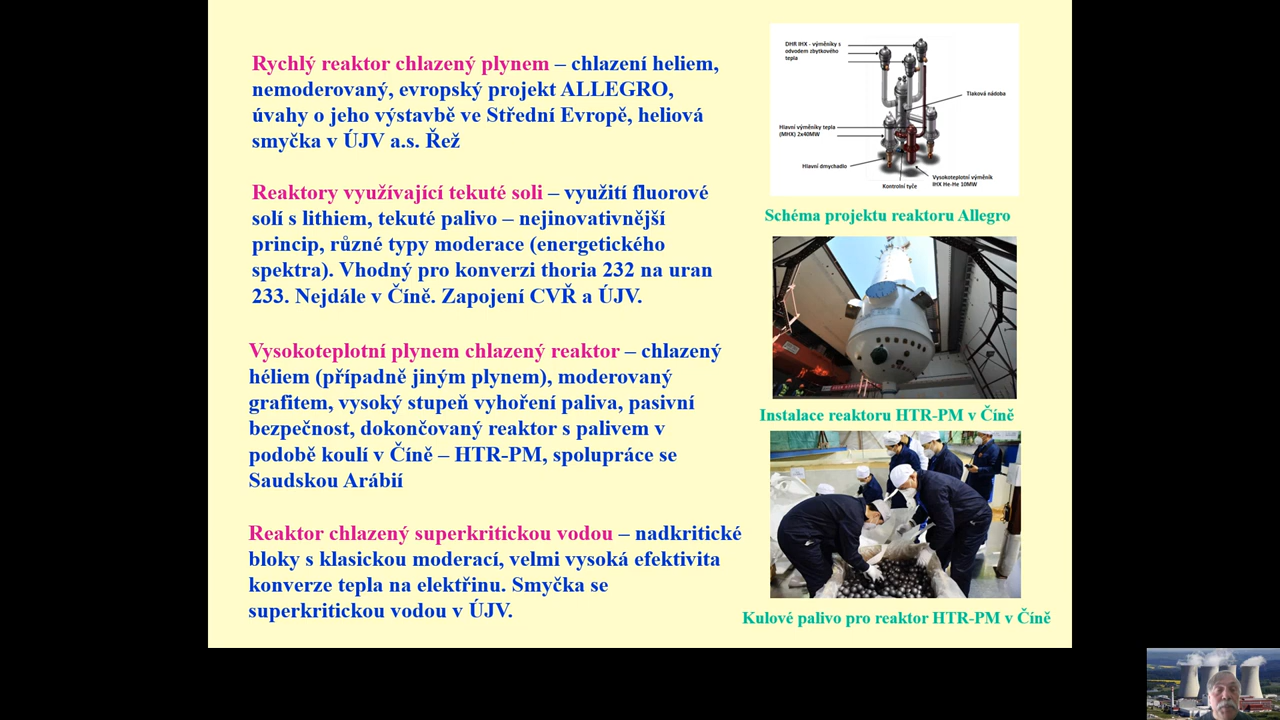 Rychlý reaktor chlazený plynem – chlazení heliem,
nemoderovaný, evropský projekt ALLEGRO,
úvahy o jeho výstavbě ve Střední Evropě, heliová
smyčka v ÚJV a.s. Řež
Reaktory využívající tekuté soli – využití fluorové
solí s lithiem, tekuté palivo – nejinovativnější
princip, různé typy moderace (energetického
spektra). Vhodný pro konverzi thoria 232 na uran
233. Nejdále v Číně. Zapojení CVŘ a ÚJV.
Vysokoteplotní plynem chlazený reaktor – chlazený
héliem (případně jiným plynem), moderovaný
grafitem, vysoký stupeň vyhoření paliva, pasivní
bezpečnost, dokončovaný reaktor s palivem v
podobě koulí v Číně – HTR-PM, spolupráce se
Saudskou Arábií
Reaktor chlazený superkritickou vodou – nadkritické
bloky s klasickou moderací, velmi vysoká efektivita
konverze tepla na elektřinu. Smyčka se
superkritickou vodou v ÚJV.
DHR IHX - výměníky s
odvodem zbytkového
tepla
Tlaková nádoba
Hlavní výměníky tepla
(MHX) 2x40MW
Hlavní dmychadlo
Kontrolní tyče
Vysokoteplotní výměník
IHX He-He 10MW
Schéma projektu reaktoru Allegro
Instalace reaktoru HTR-PM v Číně
Kulové palivo pro reaktor HTR-PM v Číně